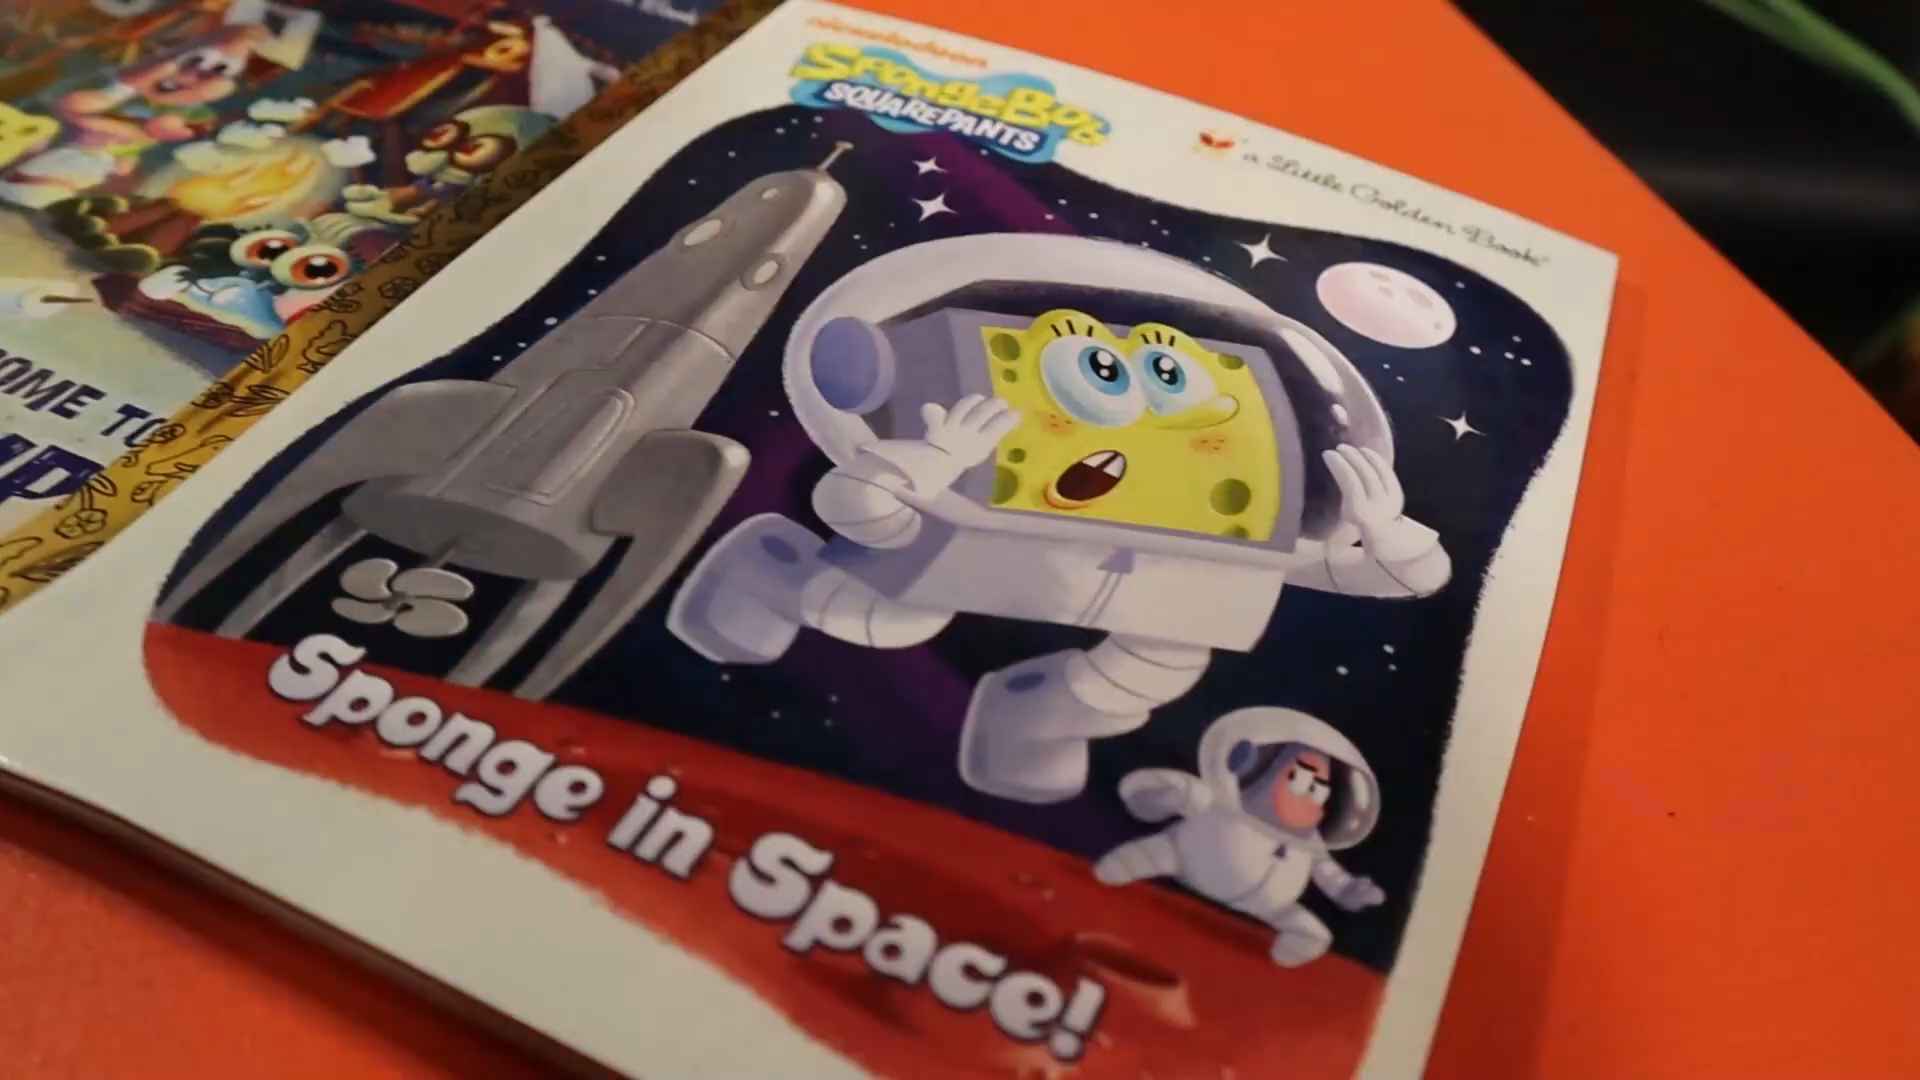 nickelodeon
SpongeBob
SQUAREPANTS
a Little Golden Book®
Sponge in Space!
OME TO